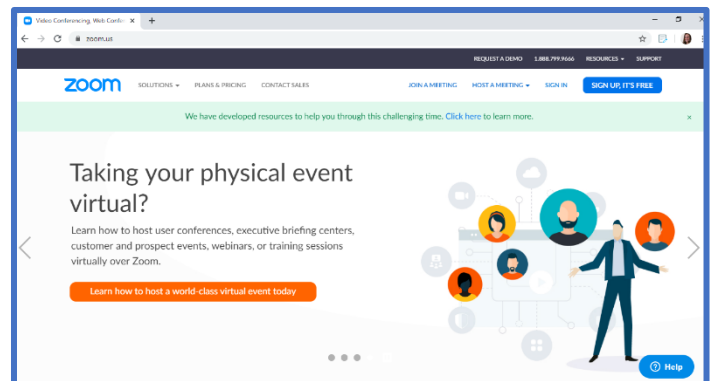 Video Conferencing, Web Confer
zoom.us
REQUEST A DEMO 1.888.799.9666 RESOURCES SUPPORT
zoom SOLUTIONS PLANS & PRICING CONTACT SALES JOIN A MEETING HOST A MEETING SIGN IN SIGN UP, IT'S FREE
We have developed resources to help you through this challenging time. Click here to learn more.
Taking your physical event
virtual?
Learn how to host user conferences, executive briefing centers,
customer and prospect events, webinars, or training sessions
virtually over Zoom.
Learn how to host a world-class virtual event today
Help